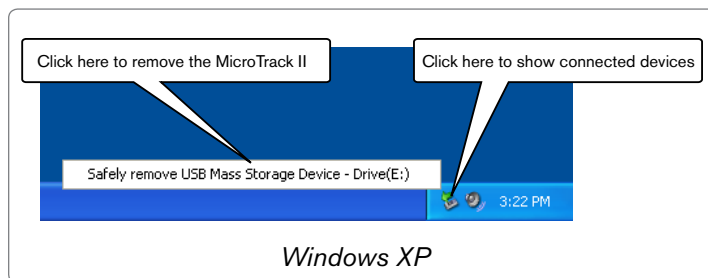 Click here to remove the MicroTrack II
Click here to show connected devices
Safely remove USB Mass Storage Device - Drive(E:)
3:22 PM
Windows XP